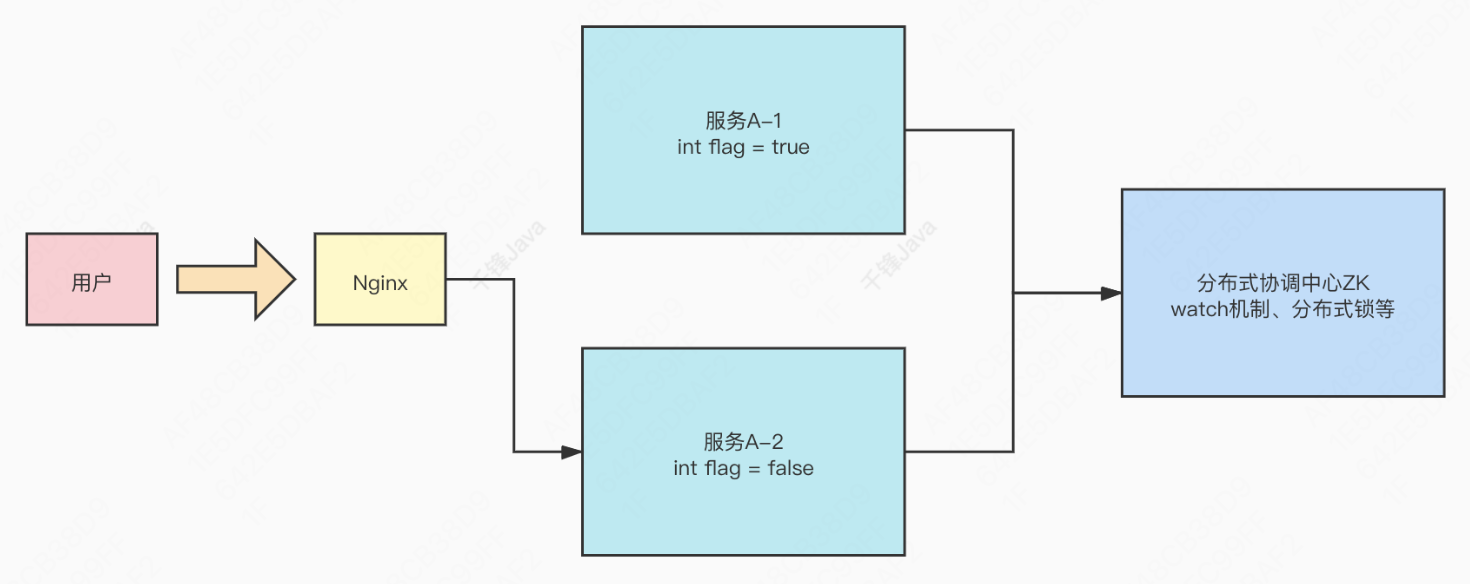 服务A-1
int flag = true
用户
Nginx
分布式协调中心ZK
watch机制、分布式锁等
服务A-2
int flag = false
千锋Java
千锋Java